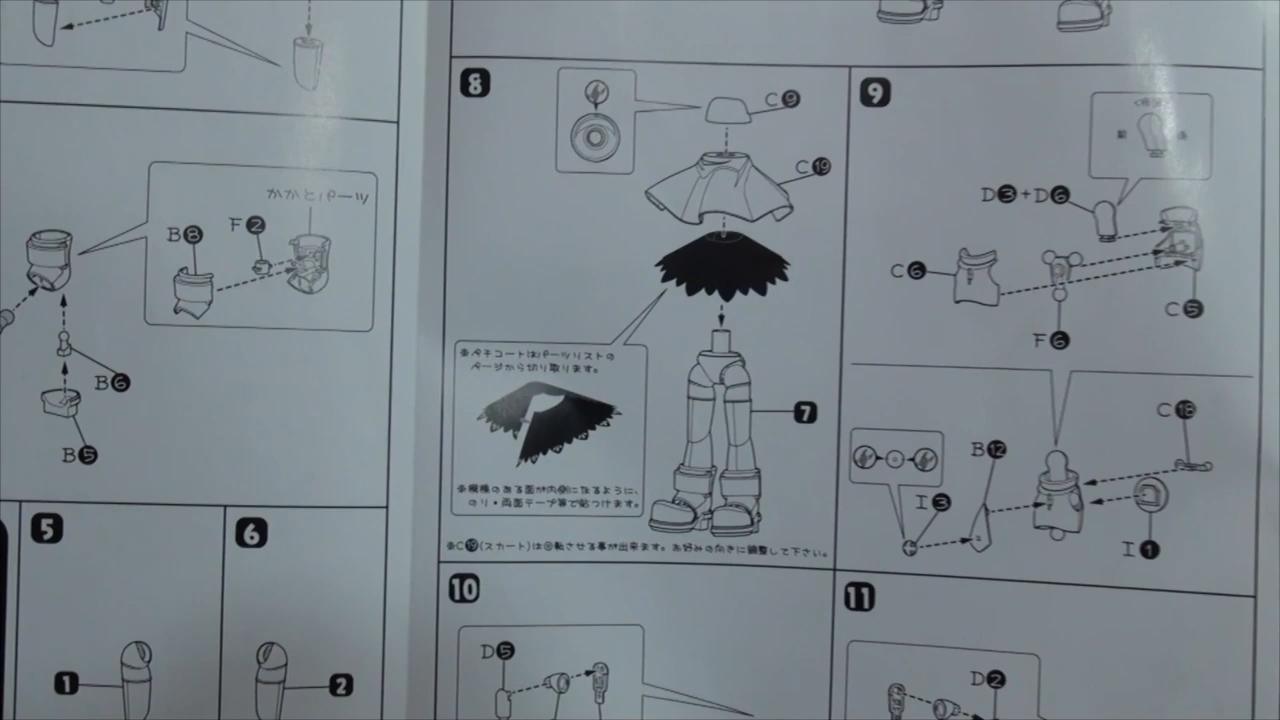 かかとパーツ
B8
F2
B6
B5
5
6
1
2
8
C9
C19
※ペチコートはパーツリストの
ページから切り取ります。
※模様のある面が内側になるように、
のり・両面テープ等で貼りつけます。
7
※C19(スカート)は回転させる事が出来ます。お好みの向きに調整して下さい。
9
D3+D6
C6
C5
F6
C18
B12
I3
I1
10
D5
11
D2